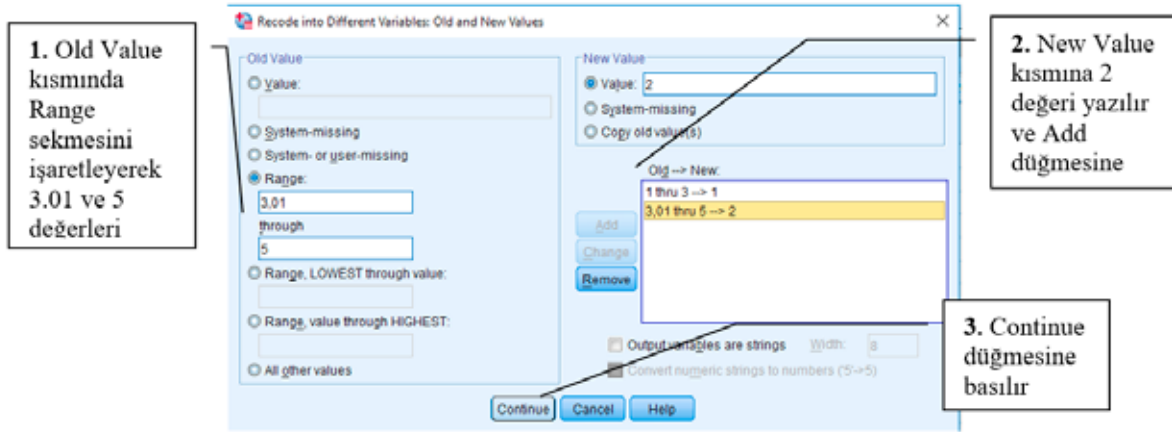 Recode into Different Variables: Old and New Values
1. Old Value
kısmında
Range
sekmesini
işaretleyerek
3.01 ve 5
değerleri
Old Value
Value:
System-missing
System- or user-missing
Range:
3,01
through
5
Range, LOWEST through value:
Range, value through HIGHEST:
All other values
New Value
Value: 2
System-missing
Copy old value(s)
Old --> New:
1 thru 3 --> 1
3,01 thru 5 --> 2
Add
Change
Remove
Output variables are strings Width: 8
Convert numeric strings to numbers ('5'->5)
Continue Cancel Help
2. New Value
kısmına 2
değeri yazılır
ve Add
düğmesine
3. Continue
düğmesine
basılır